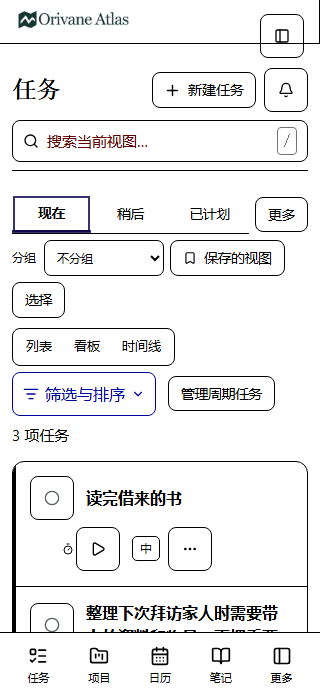 Orivane Atlas
任务
新建任务
搜索当前视图...
/
现在
稍后
已计划
更多
分组
不分组
保存的视图
选择
列表
看板
时间线
筛选与排序
管理周期任务
3 项任务
读完借来的书
中
整理下次拜访家人时需要带
任务
项目
日历
笔记
更多